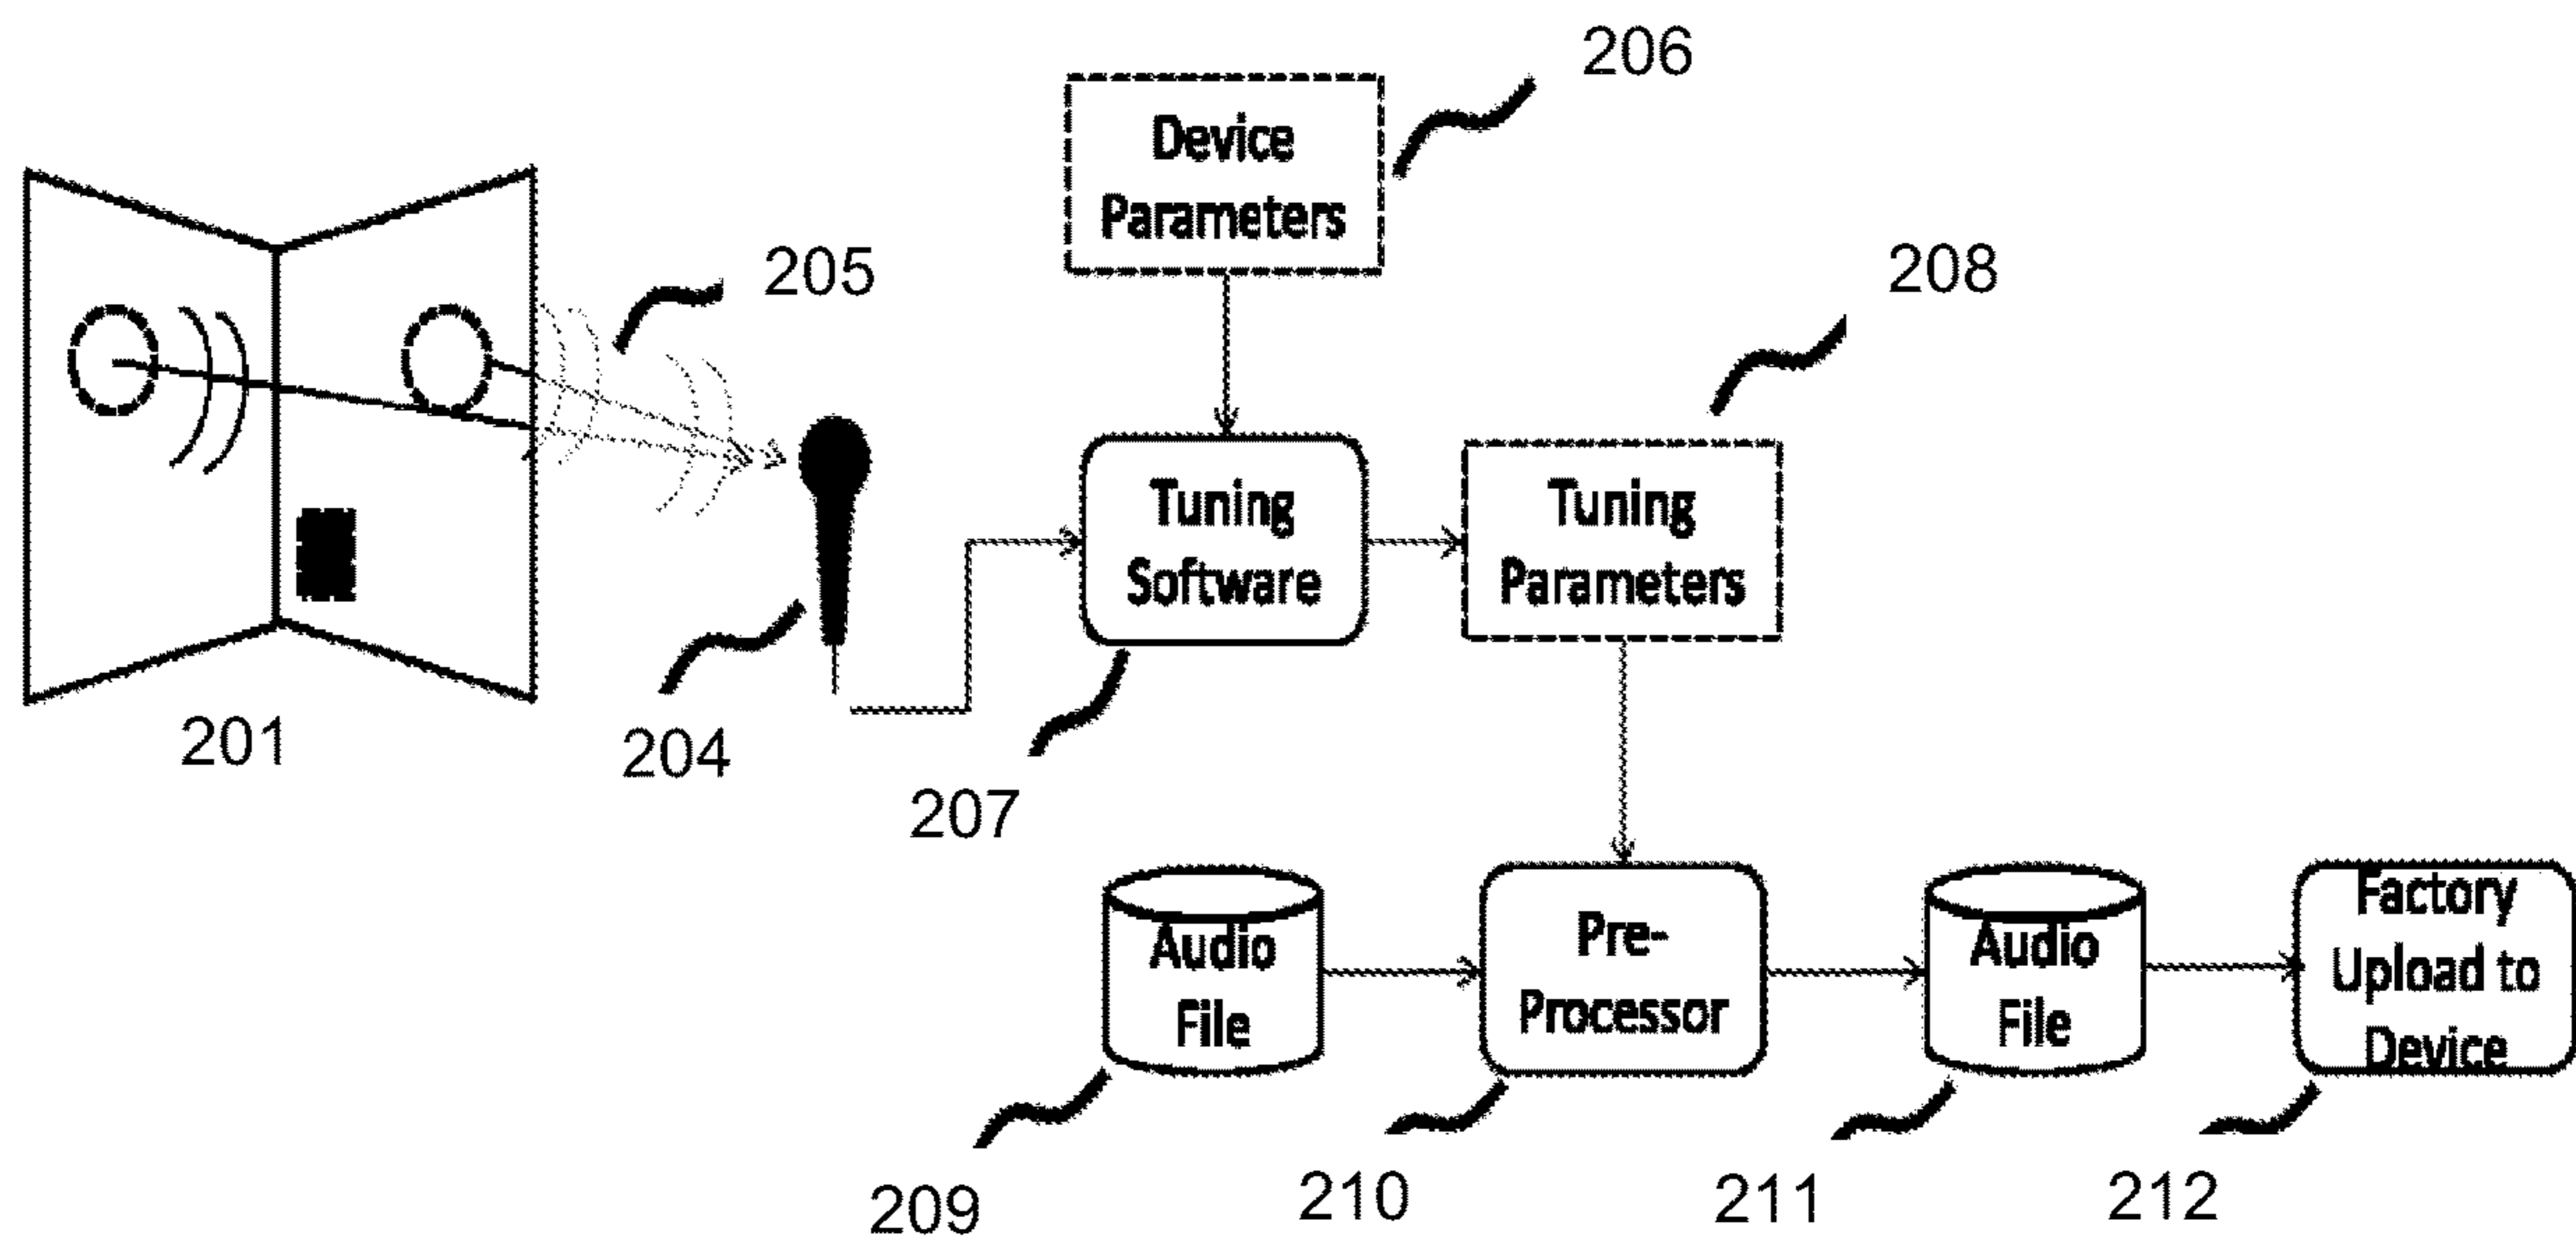 206
Device
Parameters
205
208
Tuning
Software
Tuning
Parameters
201
204
207
Audio
File
Pre-
Processor
Audio
File
Factory
Upload to
Device
209
210
211
212